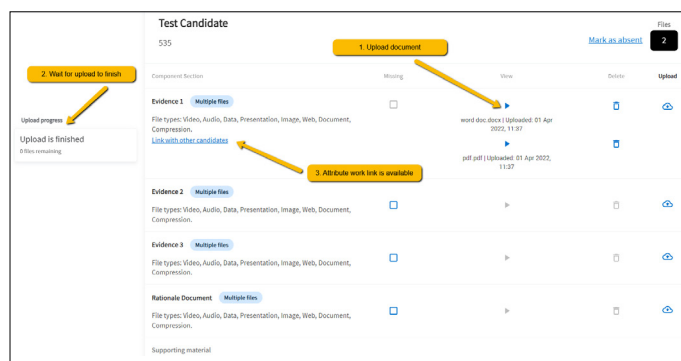 Test Candidate
535
Mark as absent
Files
2
1. Upload document
2. Wait for upload to finish
Component Section
Missing
View
Delete
Upload
Upload progress
Upload is finished
0 files remaining
Evidence 1
Multiple files
File types: Video, Audio, Data, Presentation, Image, Web, Document,
Compression.
Link with other candidates
word doc.docx | Uploaded: 01 Apr
2022, 11:37
pdf.pdf | Uploaded: 01 Apr 2022,
11:37
3. Attribute work link is available
Evidence 2
Multiple files
File types: Video, Audio, Data, Presentation, Image, Web, Document,
Compression.
Evidence 3
Multiple files
File types: Video, Audio, Data, Presentation, Image, Web, Document,
Compression.
Rationale Document
Multiple files
File types: Video, Audio, Data, Presentation, Image, Web, Document,
Compression.
Supporting material